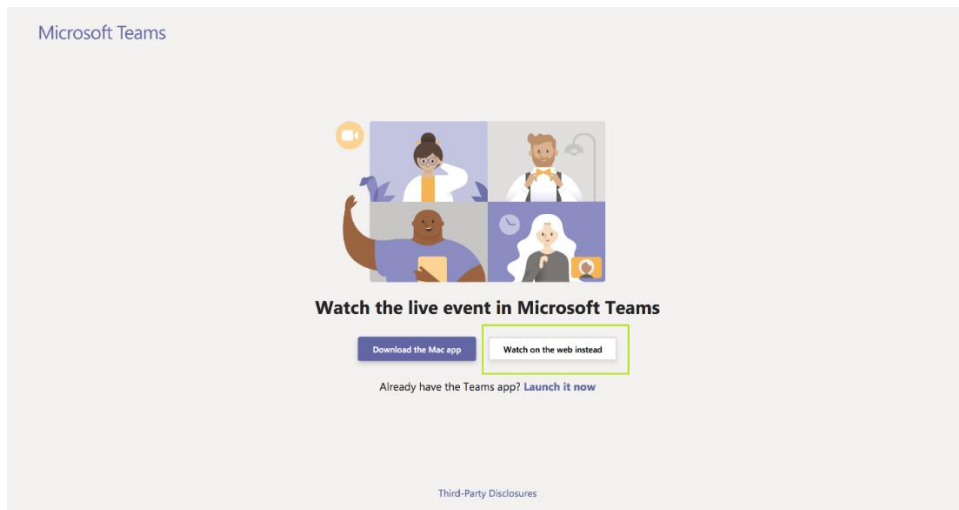 Microsoft Teams
Watch the live event in Microsoft Teams
Download the Mac app
Watch on the web instead
Already have the Teams app? Launch it now
Third-Party Disclosures